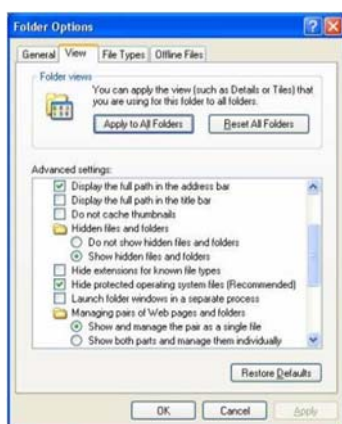 Folder Options
General View File Types Offline Files
Folder views
You can apply the view (such as Details or Tiles) that
you are using for this folder to all folders.
Apply to All Folders Reset All Folders
Advanced settings:
Display the full path in the address bar
Display the full path in the title bar
Do not cache thumbnails
Hidden files and folders
Do not show hidden files and folders
Show hidden files and folders
Hide extensions for known file types
Hide protected operating system files (Recommended)
Launch folder windows in a separate process
Managing pairs of Web pages and folders
Show and manage the pair as a single file
Show both parts and manage them individually
Restore Defaults
OK Cancel Apply